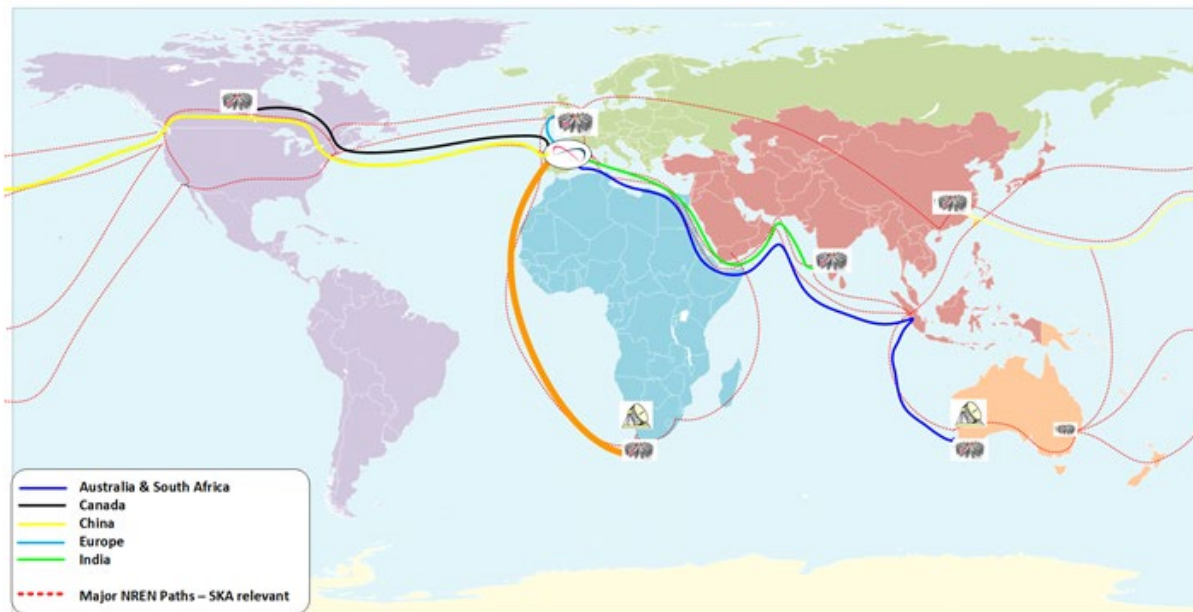 Australia & South Africa
Canada
China
Europe
India
Major NREN Paths – SKA relevant